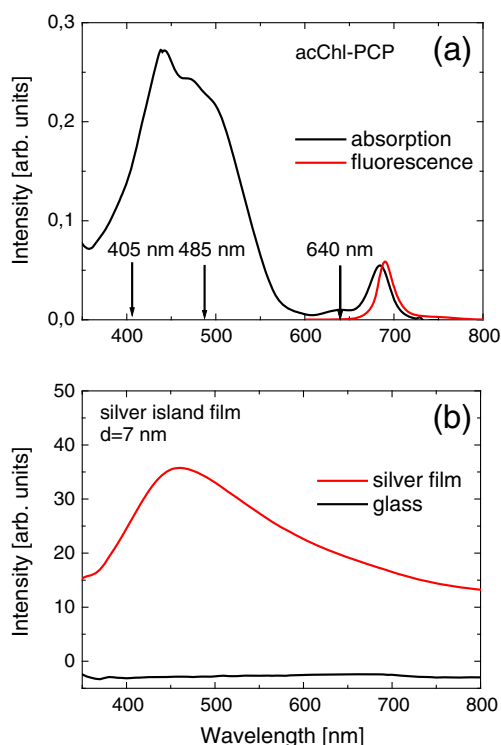 (a)
acChl-PCP
absorption
fluorescence
405 nm 485 nm 640 nm
Intensity [arb. units]
0,3
0,2
0,1
0,0
400 500 600 700 800
(b)
silver island film
d=7 nm
silver film
glass
Intensity [arb. units]
50
40
30
20
10
0
400 500 600 700 800
Wavelength [nm]